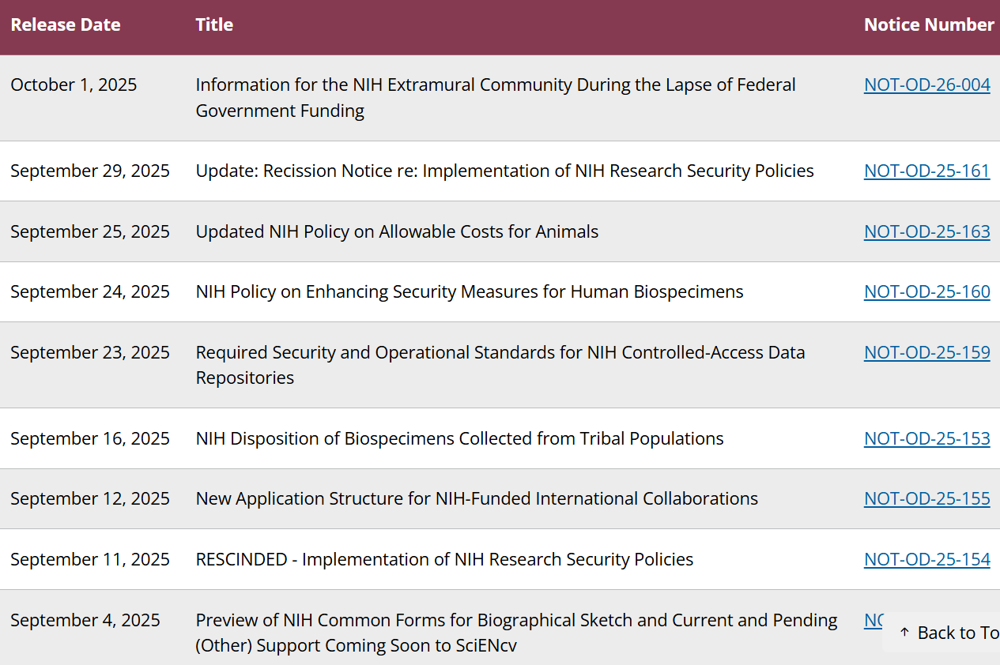 Release Date Title Notice Number
October 1, 2025 Information for the NIH Extramural Community During the Lapse of Federal NOT-OD-26-004
Government Funding
September 29, 2025 Update: Recission Notice re: Implementation of NIH Research Security Policies NOT-OD-25-161
September 25, 2025 Updated NIH Policy on Allowable Costs for Animals NOT-OD-25-163
September 24, 2025 NIH Policy on Enhancing Security Measures for Human Biospecimens NOT-OD-25-160
September 23, 2025 Required Security and Operational Standards for NIH Controlled-Access Data NOT-OD-25-159
Repositories
September 16, 2025 NIH Disposition of Biospecimens Collected from Tribal Populations NOT-OD-25-153
September 12, 2025 New Application Structure for NIH-Funded International Collaborations NOT-OD-25-155
September 11, 2025 RESCINDED - Implementation of NIH Research Security Policies NOT-OD-25-154
September 4, 2025 Preview of NIH Common Forms for Biographical Sketch and Current and Pending
(Other) Support Coming Soon to SciENcv
↑ Back to To